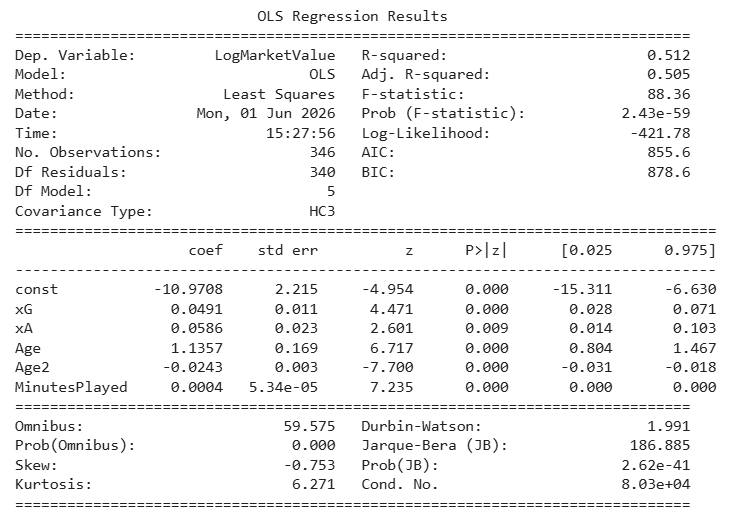 OLS Regression Results
==============================================================================
Dep. Variable: LogMarketValue R-squared: 0.512
Model: OLS Adj. R-squared: 0.505
Method: Least Squares F-statistic: 88.36
Date: Mon, 01 Jun 2026 Prob (F-statistic): 2.43e-59
Time: 15:27:56 Log-Likelihood: -421.78
No. Observations: 346 AIC: 855.6
Df Residuals: 340 BIC: 878.6
Df Model: 5
Covariance Type: HC3
=================================================================================
coef std err z P>|z| [0.025 0.975]
---------------------------------------------------------------------------------
const -10.9708 2.215 -4.954 0.000 -15.311 -6.630
xG 0.0491 0.011 4.471 0.000 0.028 0.071
xA 0.0586 0.023 2.601 0.009 0.014 0.103
Age 1.1357 0.169 6.717 0.000 0.804 1.467
Age2 -0.0243 0.003 -7.700 0.000 -0.031 -0.018
MinutesPlayed 0.0004 5.34e-05 7.235 0.000 0.000 0.000
==============================================================================
Omnibus: 59.575 Durbin-Watson: 1.991
Prob(Omnibus): 0.000 Jarque-Bera (JB): 186.885
Skew: -0.753 Prob(JB): 2.62e-41
Kurtosis: 6.271 Cond. No. 8.03e+04
==============================================================================